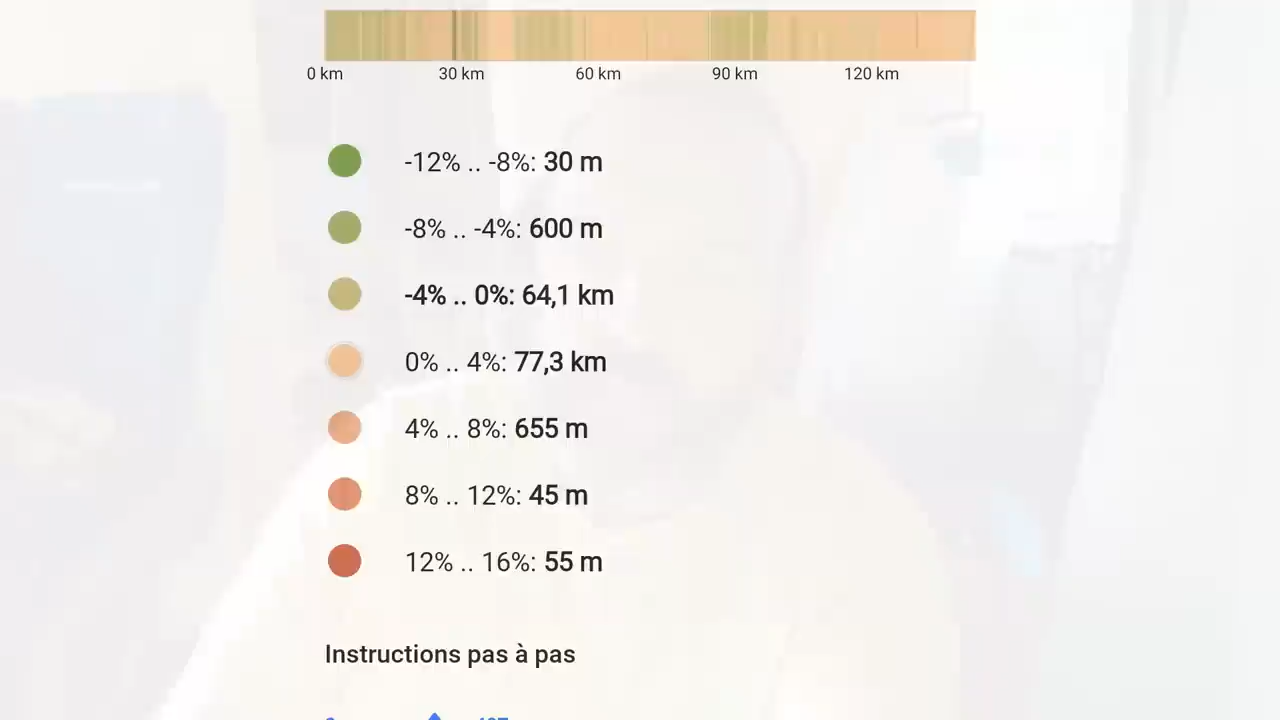 0 km 30 km 60 km 90 km 120 km
-12% .. -8%: 30 m
-8% .. -4%: 600 m
-4% .. 0%: 64,1 km
0% .. 4%: 77,3 km
4% .. 8%: 655 m
8% .. 12%: 45 m
12% .. 16%: 55 m
Instructions pas à pas